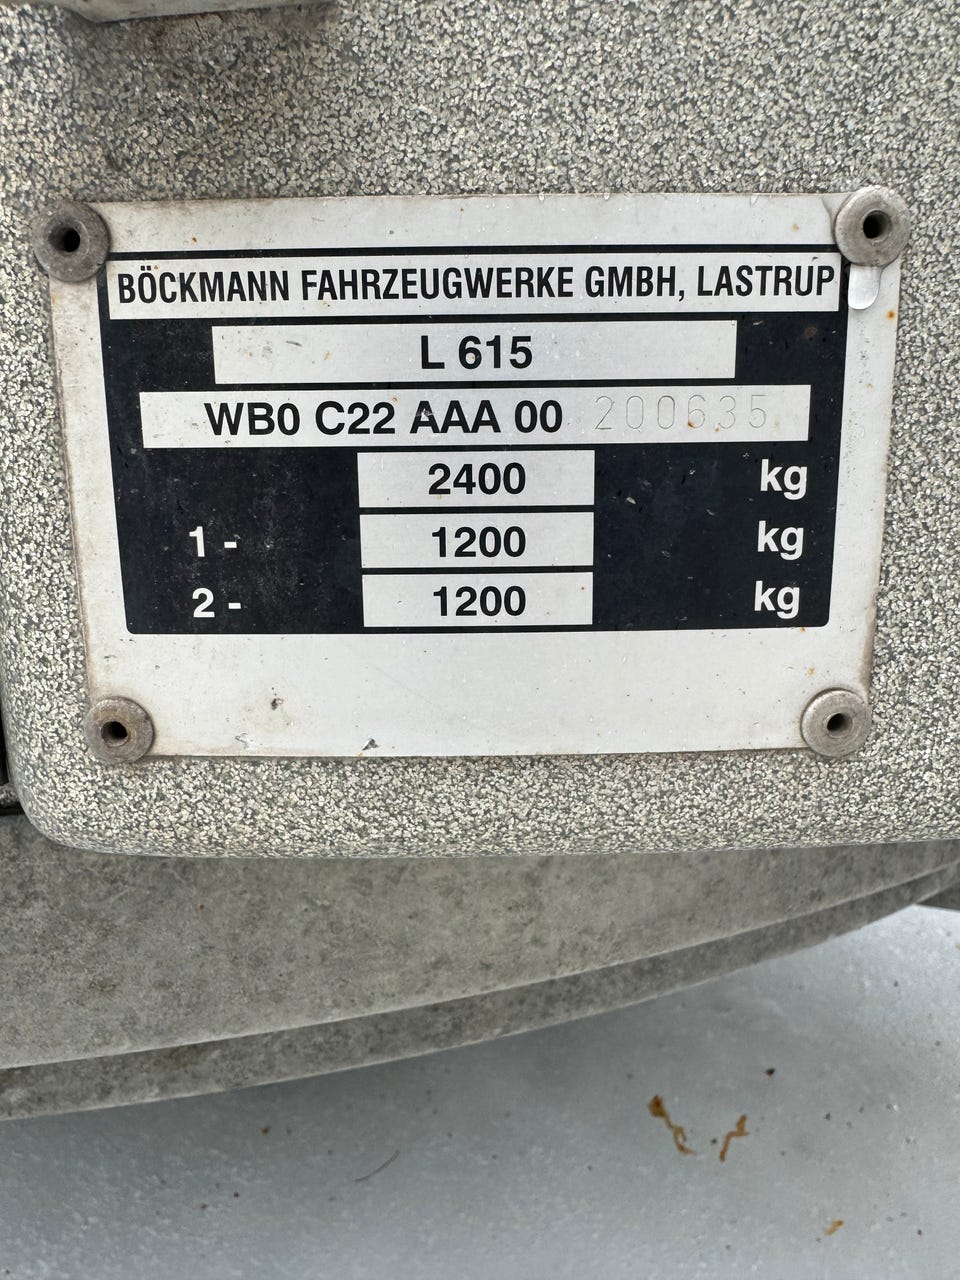 BÖCKMANN FAHRZEUGWERKE GMBH, LASTRUP
L 615
WB0 C22 AAA 00 200635
2400 kg
1 - 1200 kg
2 - 1200 kg